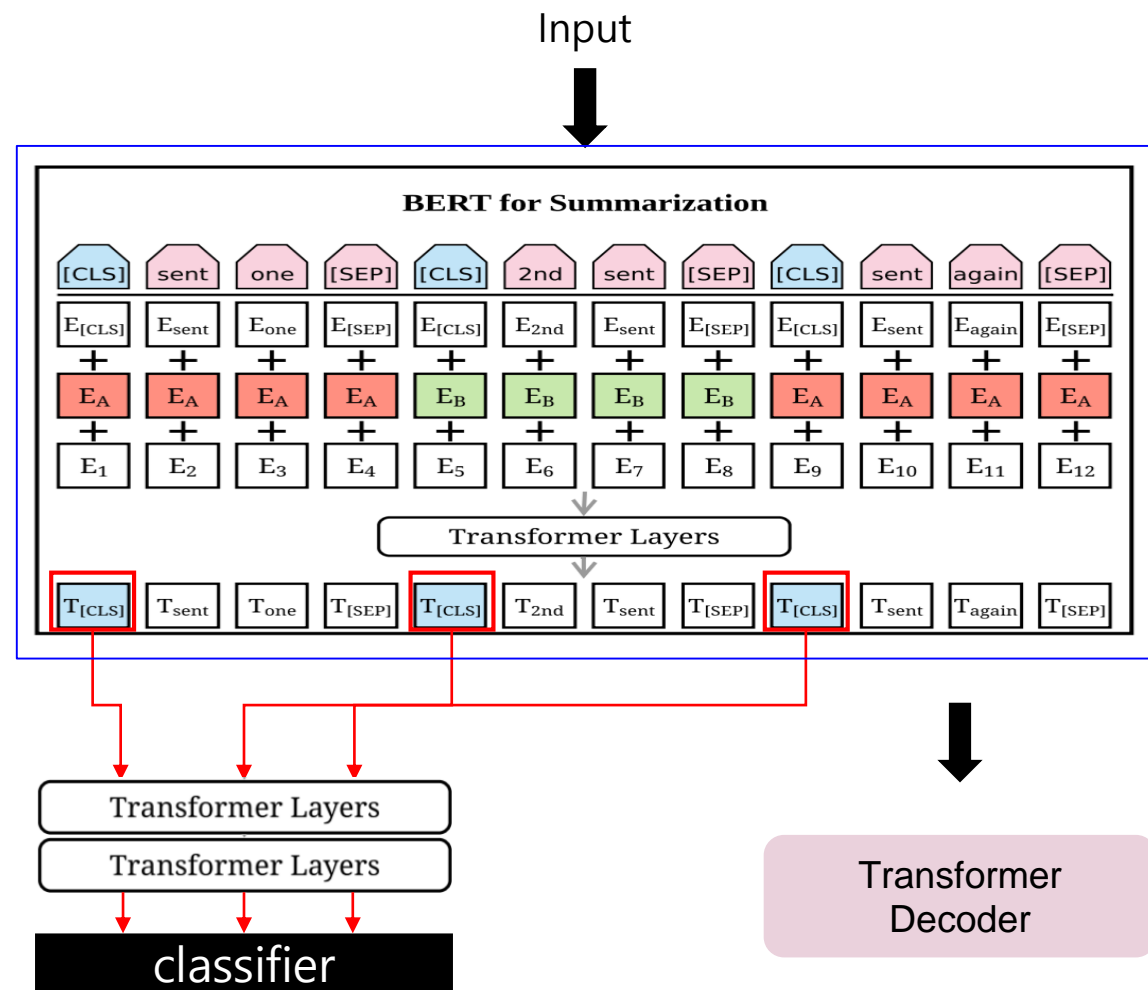 Input
BERT for Summarization
[CLS] sent one [SEP] [CLS] 2nd sent [SEP] [CLS] sent again [SEP]
E[CLS] Esent Eone E[SEP] E[CLS] E2nd Esent E[SEP] E[CLS] Esent Eagain E[SEP]
+ + + + + + + + + + + +
EA EA EA EA EB EB EB EB EA EA EA EA
+ + + + + + + + + + + +
E1 E2 E3 E4 E5 E6 E7 E8 E9 E10 E11 E12
Transformer Layers
T[CLS] Tsent Tone T[SEP] T[CLS] T2nd Tsent T[SEP] T[CLS] Tsent Tagain T[SEP]
Transformer Layers
Transformer Layers
classifier
Transformer
Decoder